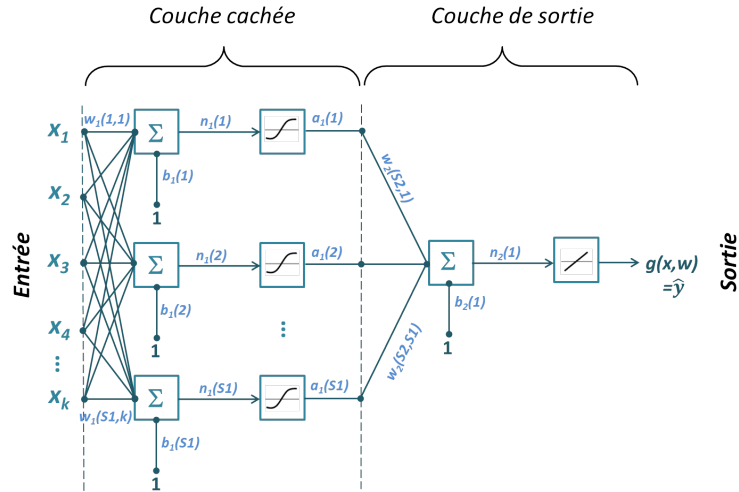 Couche cachée
Couche de sortie
Entrée
x₁
x₂
x₃
x₄
⋮
xₖ
w₁(1,1)
w₁(S1,k)
Σ
n₁(1)
a₁(1)
b₁(1)
1
Σ
n₁(2)
a₁(2)
b₁(2)
1
⋮
Σ
n₁(S1)
a₁(S1)
b₁(S1)
1
w₂(S2,1)
w₂(S2,S1)
Σ
n₂(1)
b₂(1)
1
g(x,w)
=ŷ
Sortie